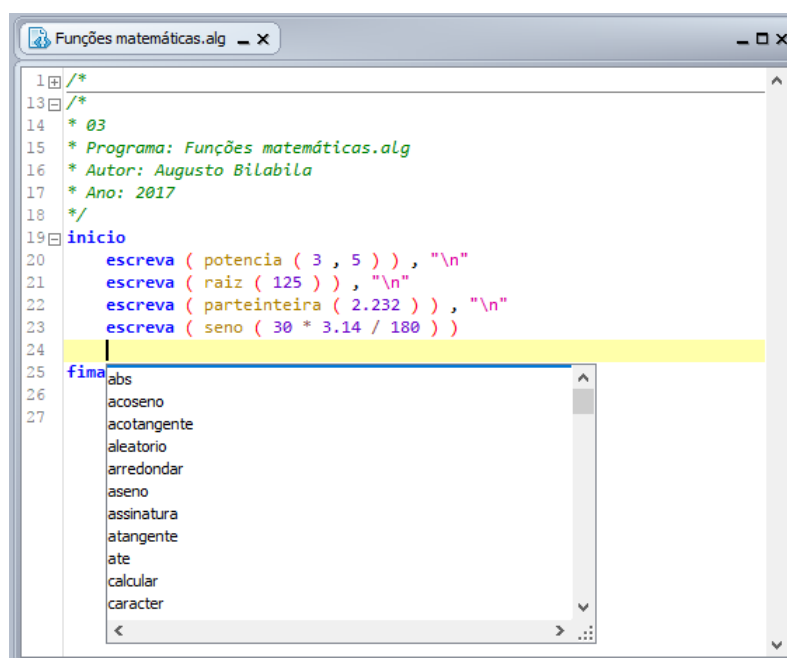 Funções matemáticas.alg
1 /*
13 /*
14 * 03
15 * Programa: Funções matemáticas.alg
16 * Autor: Augusto Bilabila
17 * Ano: 2017
18 */
19 inicio
20 escreva ( potencia ( 3 , 5 ) ) , "\n"
21 escreva ( raiz ( 125 ) ) , "\n"
22 escreva ( parteinteira ( 2.232 ) ) , "\n"
23 escreva ( seno ( 30 * 3.14 / 180 ) )
24
25 fima
26
27
abs
acoseno
acotangente
aleatorio
arredondar
aseno
assinatura
atangente
ate
calcular
caracter